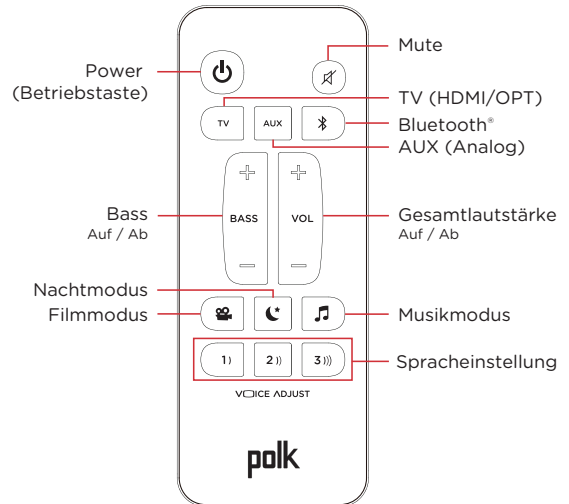 Mute
Power
(Betriebstaste)
TV (HDMI/OPT)
Bluetooth®
AUX (Analog)
TV
AUX
Bass
Auf / Ab
BASS
VOL
Gesamtlautstärke
Auf / Ab
Nachtmodus
Filmmodus
Musikmodus
1 2 3
Spracheinstellung
VOICE ADJUST
polk